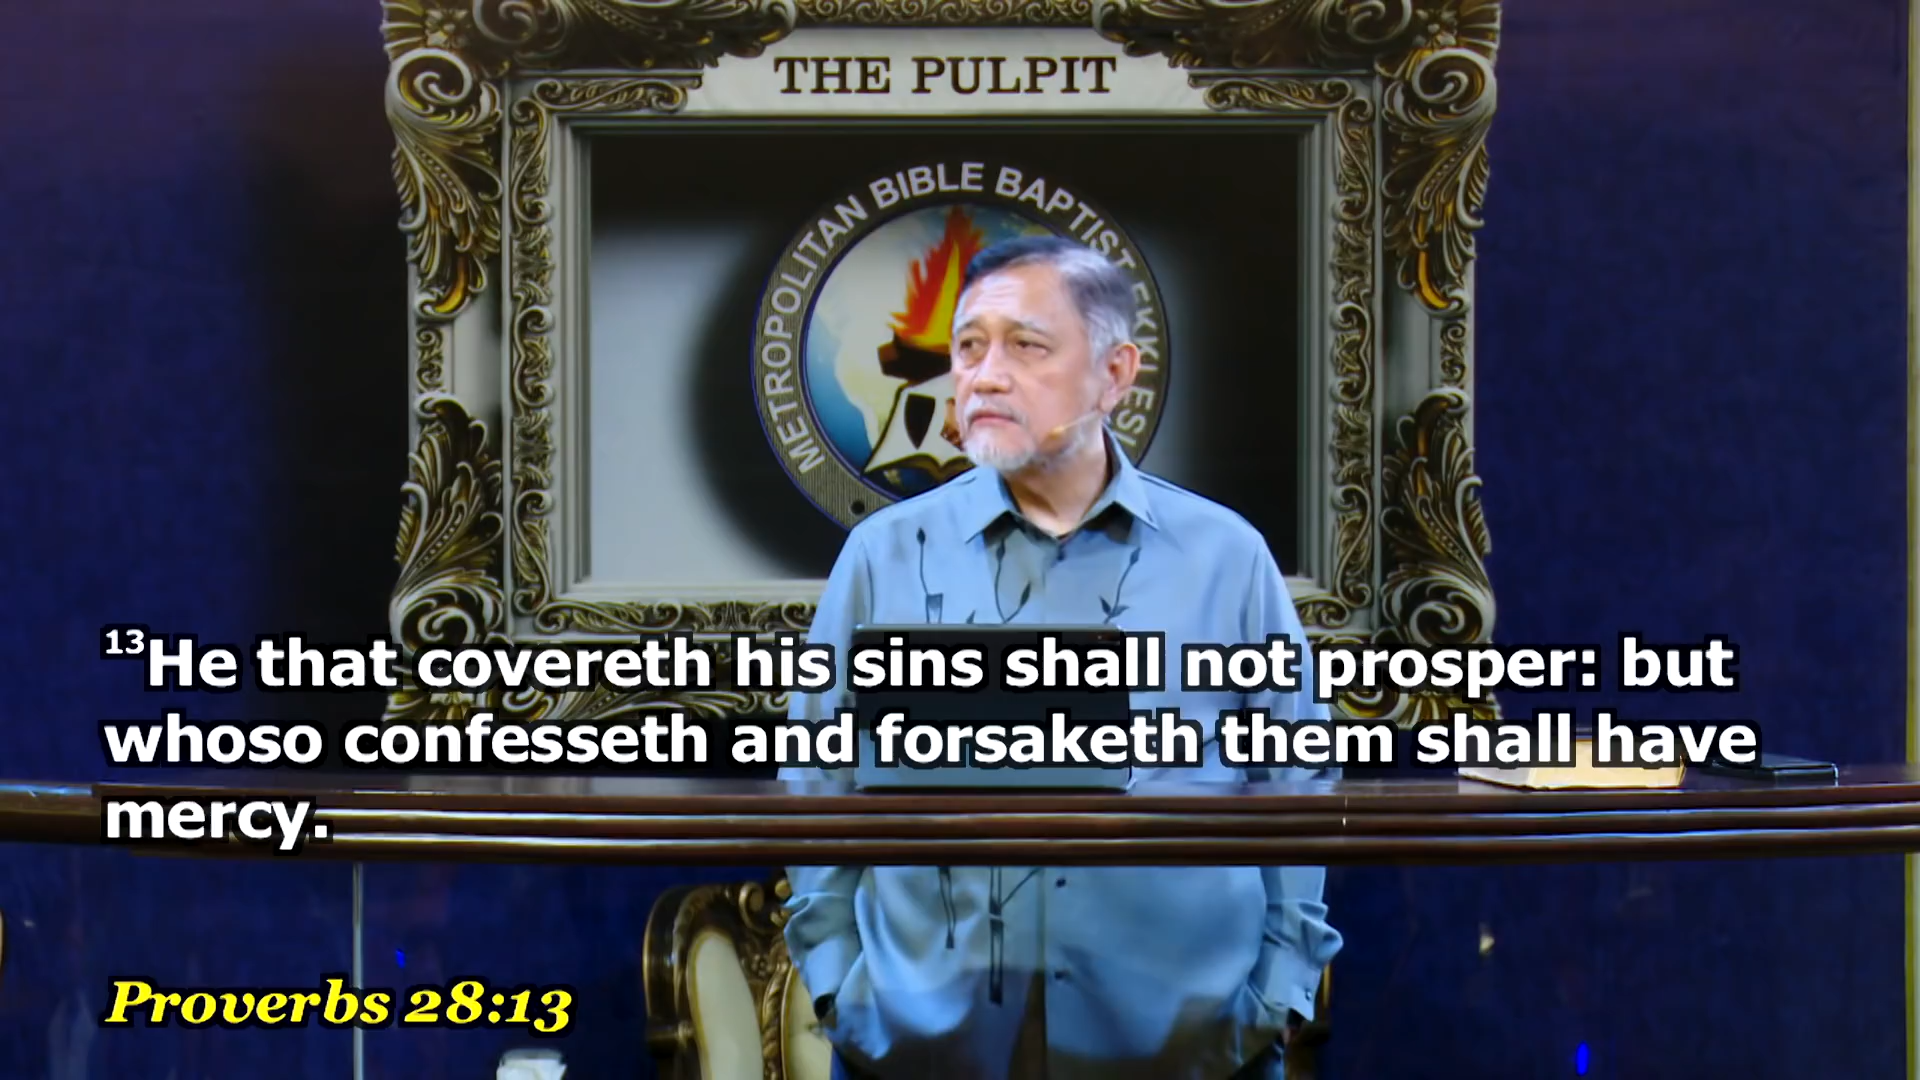 THE PULPIT
METROPOLITAN BIBLE BAPTIST EKKLESI
¹³He that covereth his sins shall not prosper: but
whoso confesseth and forsaketh them shall have
mercy.
Proverbs 28:13